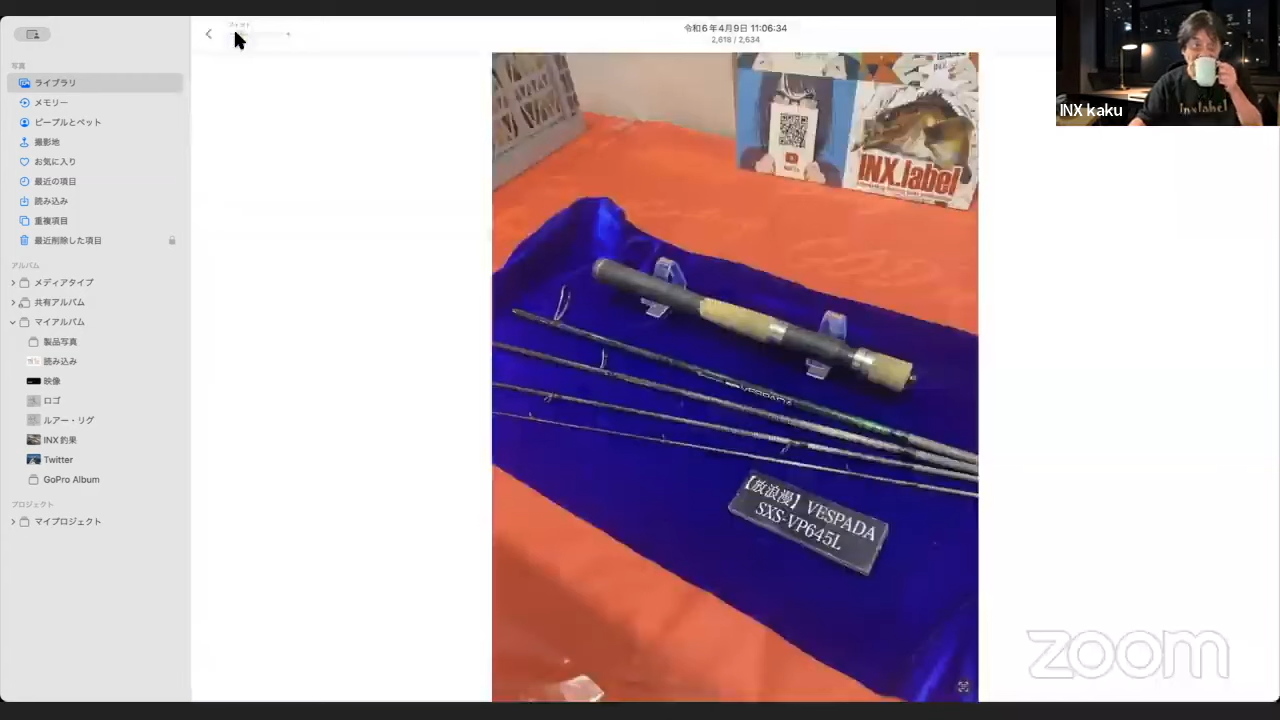 令和6年4月9日 11:06:34
2,618 / 2,634
INX kaku
Inxlabel
写真
ライブラリ
メモリー
ピープルとペット
撮影地
お気に入り
最近の項目
読み込み
重複項目
最近削除した項目
アルバム
メディアタイプ
共有アルバム
マイアルバム
製品写真
読み込み
映像
ロゴ
ルアー・リグ
INX 釣果
Twitter
GoPro Album
プロジェクト
マイプロジェクト
INX.label
VESPADA
【放浪漫】VESPADA
SXS-VP645L
zoom